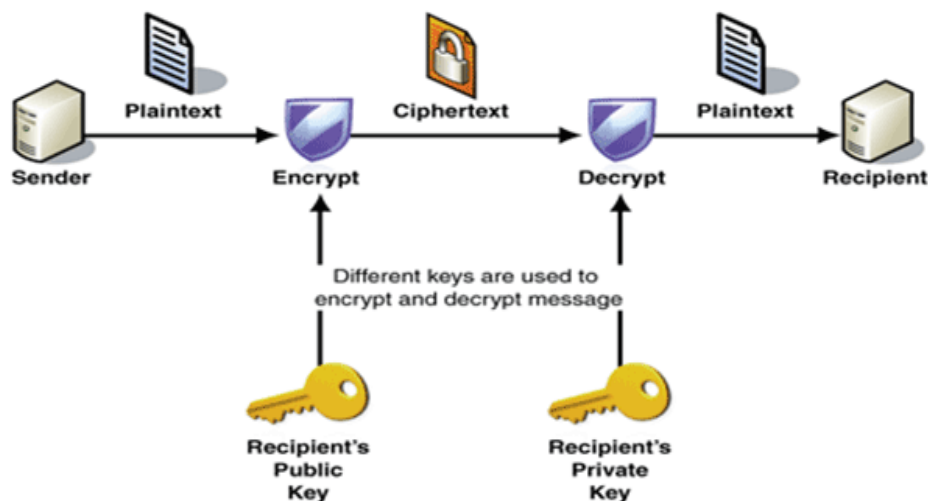 Plaintext
Ciphertext
Plaintext
Sender
Encrypt
Decrypt
Recipient
Different keys are used to
encrypt and decrypt message
Recipient's
Public
Key
Recipient's
Private
Key